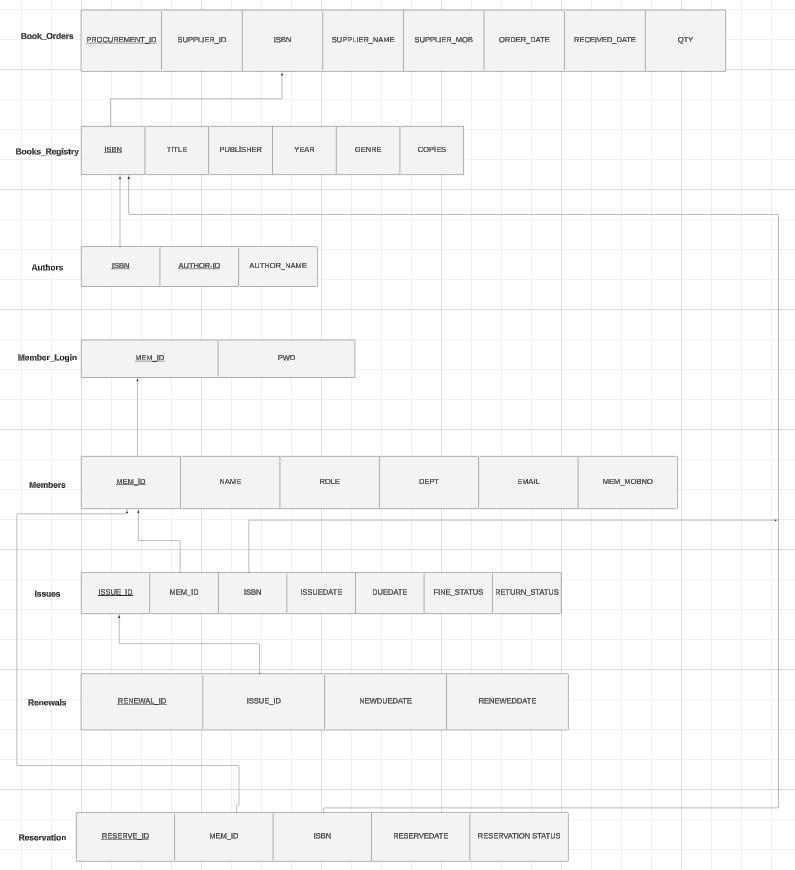 Book_Orders PROCUREMENT_ID SUPPLIER_ID ISBN SUPPLIER_NAME SUPPLIER_MOB ORDER_DATE RECEIVED_DATE QTY
Books_Registry ISBN TITLE PUBLISHER YEAR GENRE COPIES
Authors ISBN AUTHOR-ID AUTHOR_NAME
Member_Login MEM_ID PWD
Members MEM_ID NAME ROLE DEPT EMAIL MEM_MOBNO
Issues ISSUE_ID MEM_ID ISBN ISSUEDATE DUEDATE FINE_STATUS RETURN_STATUS
Renewals RENEWAL_ID ISSUE_ID NEWDUEDATE RENEWEDDATE
Reservation RESERVE_ID MEM_ID ISBN RESERVEDATE RESERVATION STATUS